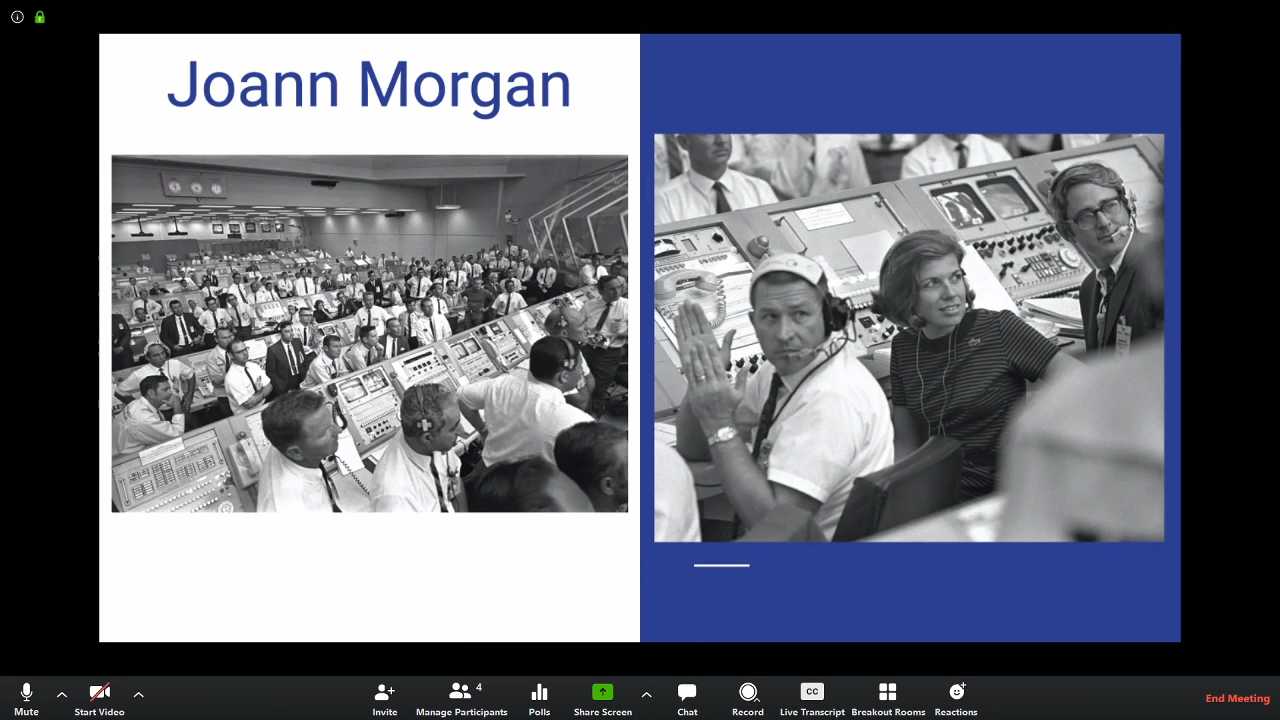 Joann Morgan
Mute
Start Video
Invite
4
Manage Participants
Polls
Share Screen
Chat
Record
CC
Live Transcript
Breakout Rooms
Reactions
End Meeting